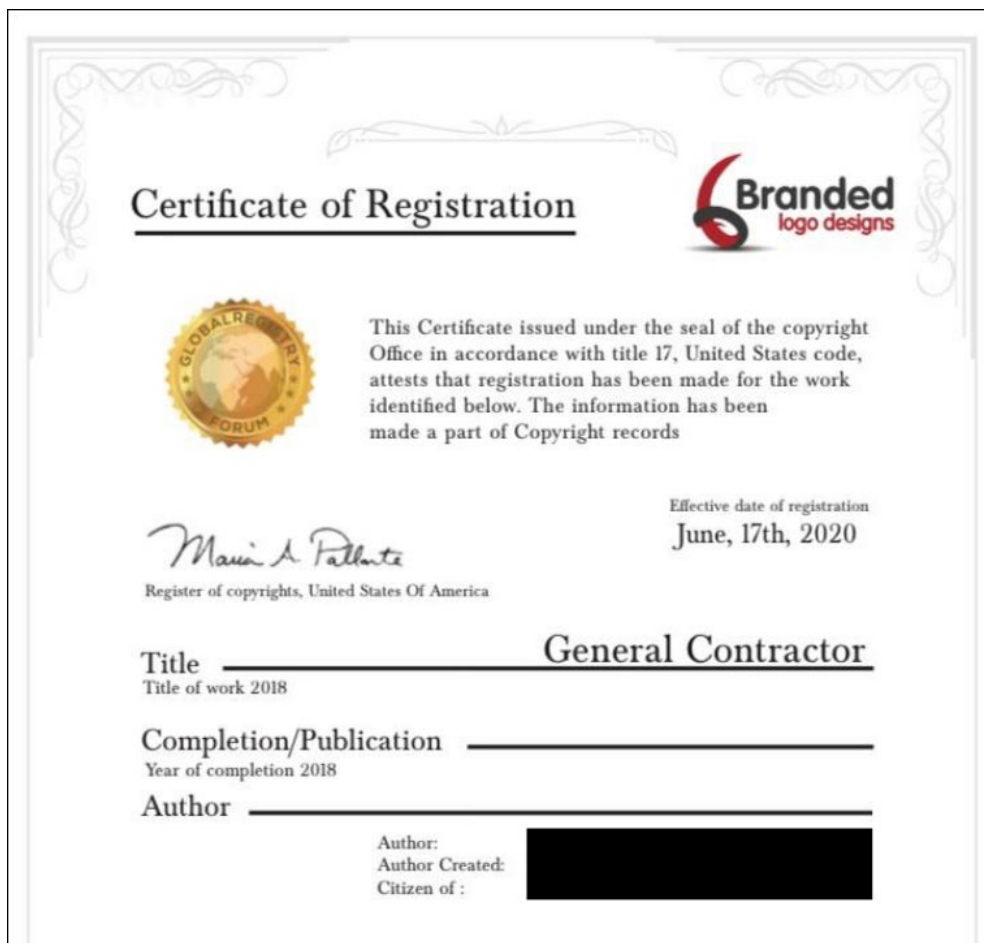 Certificate of Registration
Branded
logo designs
GLOBALREGISTRY
FORUM
This Certificate issued under the seal of the copyright
Office in accordance with title 17, United States code,
attests that registration has been made for the work
identified below. The information has been
made a part of Copyright records
Effective date of registration
June, 17th, 2020
Maria A Pallante
Register of copyrights, United States Of America
Title General Contractor
Title of work 2018
Completion/Publication
Year of completion 2018
Author
Author:
Author Created:
Citizen of :